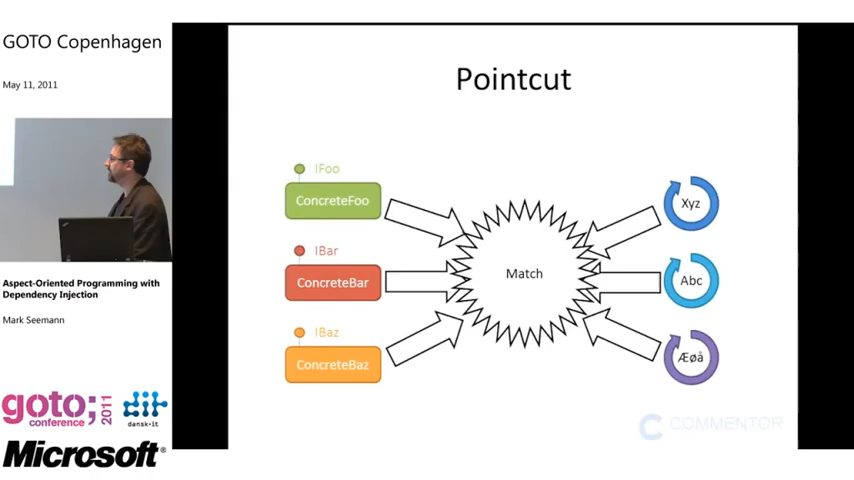 GOTO Copenhagen
May 11, 2011
Aspect-Oriented Programming with
Dependency Injection
Mark Seemann
goto;
conference
2011
dansk·it
Microsoft®
Pointcut
IFoo
ConcreteFoo
IBar
ConcreteBar
IBaz
ConcreteBaz
Match
Xyz
Abc
Æøå
COMMENTOR